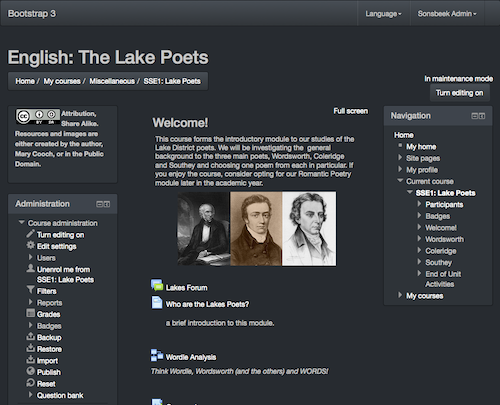 Bootstrap 3
Language
Sonsbeek Admin
English: The Lake Poets
Home / My courses / Miscellaneous / SSE1: Lake Poets
In maintenance mode
Turn editing on
Attribution,
Share Alike.
Resources and images are
either created by the author,
Mary Cooch, or in the Public
Domain.
Administration
Course administration
Turn editing on
Edit settings
Users
Unenrol me from
SSE1: Lake Poets
Filters
Reports
Grades
Badges
Backup
Restore
Import
Publish
Reset
Question bank
Full screen
Welcome!
This course forms the introductory module to our studies of the
Lake District poets. We will be investigating the general
background to the three main poets, Wordsworth, Coleridge
and Southey and choosing one poem from each in particular. If
you enjoy the course, consider opting for our Romantic Poetry
module later in the academic year.
Lakes Forum
Who are the Lakes Poets?
a brief introduction to this module.
Wordle Analysis
Think Wordle, Wordsworth (and the others) and WORDS!
Navigation
Home
My home
Site pages
My profile
Current course
SSE1: Lake Poets
Participants
Badges
Welcome!
Wordsworth
Coleridge
Southey
End of Unit
Activities
My courses